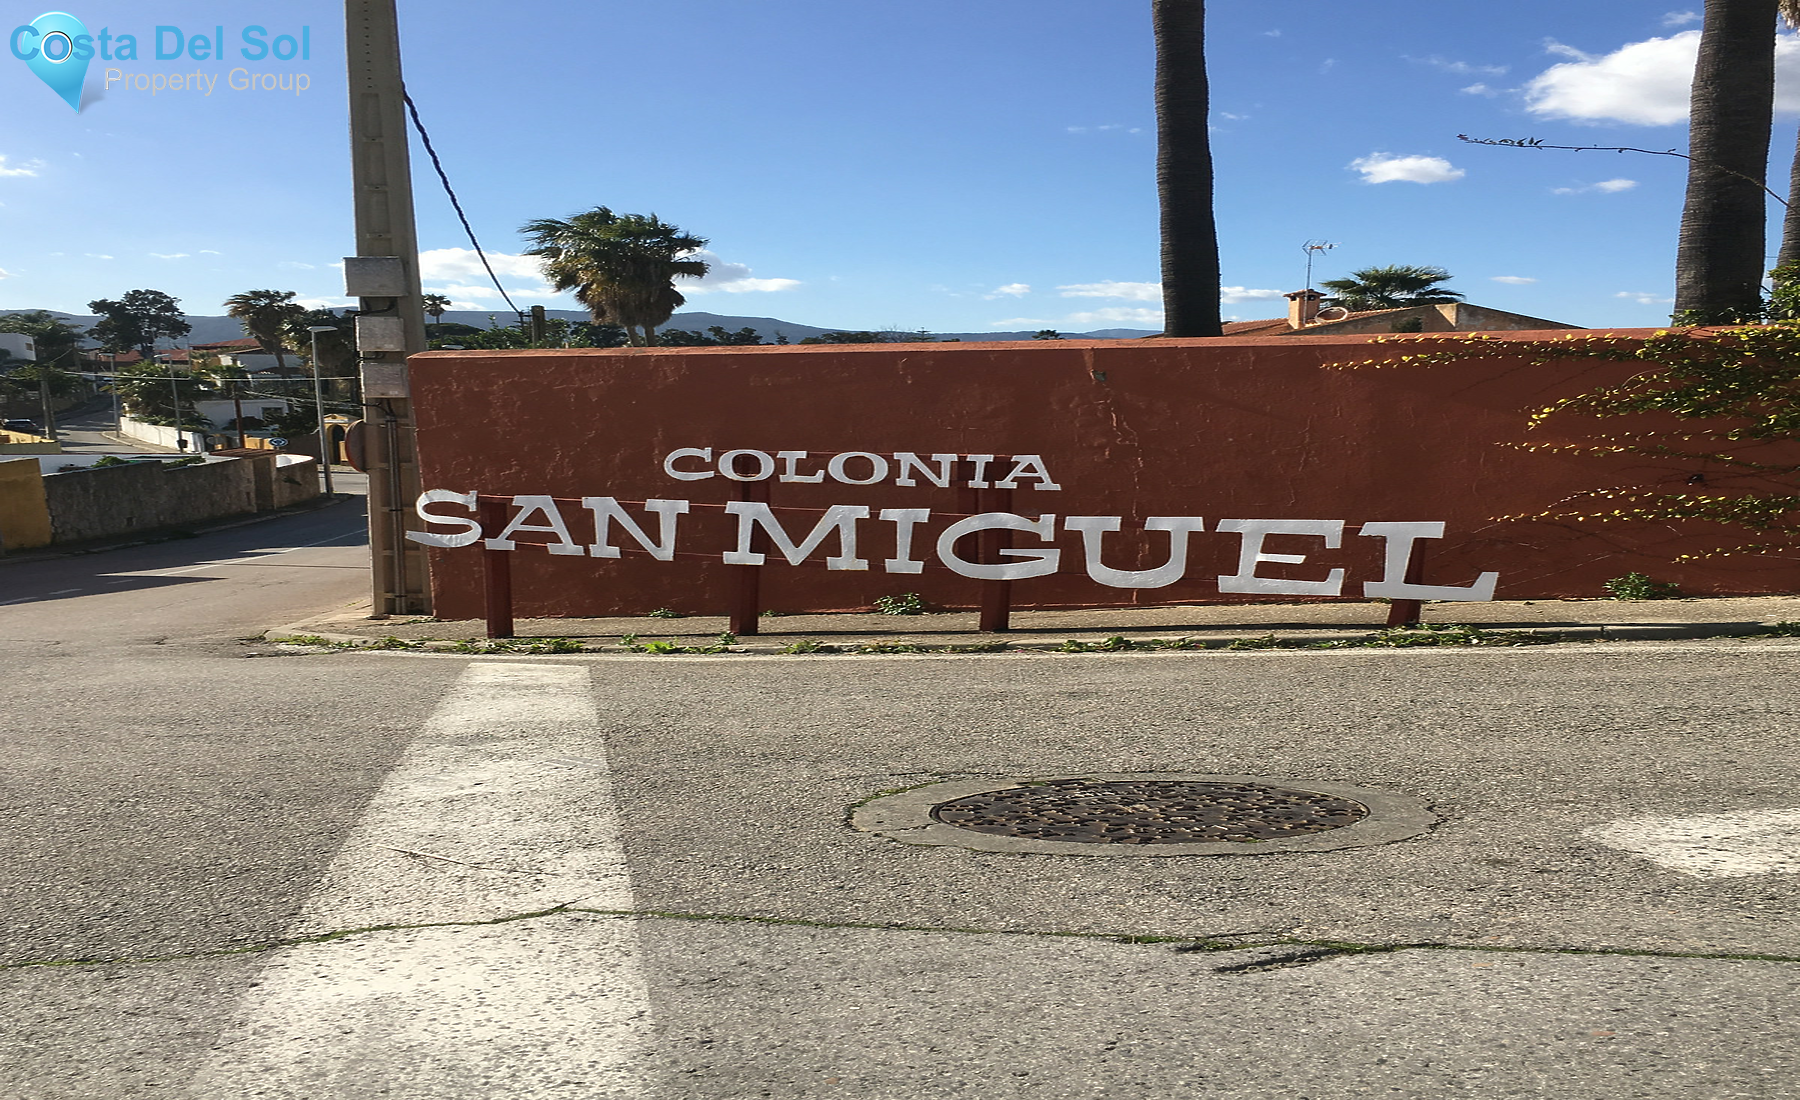 Costa Del Sol
Property Group
COLONIA
SAN MIGUEL